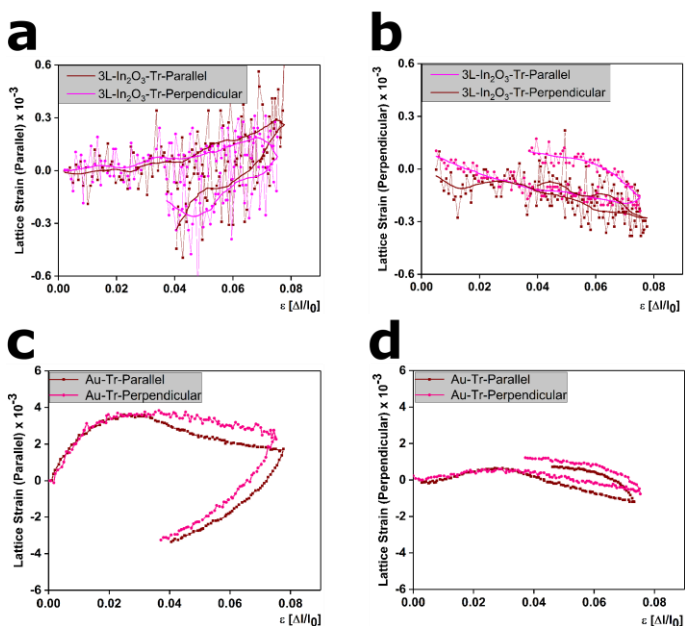 a
3L-In₂O₃-Tr-Parallel
3L-In₂O₃-Tr-Perpendicular
Lattice Strain (Parallel) x 10⁻³
0.6
0.3
0.0
-0.3
-0.6
0.00 0.02 0.04 0.06 0.08
ε [Δl/l₀]
b
3L-In₂O₃-Tr-Parallel
3L-In₂O₃-Tr-Perpendicular
Lattice Strain (Perpendicular) x 10⁻³
0.6
0.3
0.0
-0.3
-0.6
0.00 0.02 0.04 0.06 0.08
ε [Δl/l₀]
c
Au-Tr-Parallel
Au-Tr-Perpendicular
Lattice Strain (Parallel) x 10⁻³
6
4
2
0
-2
-4
-6
0.00 0.02 0.04 0.06 0.08
ε [Δl/l₀]
d
Au-Tr-Parallel
Au-Tr-Perpendicular
Lattice Strain (Perpendicular) x 10⁻³
6
4
2
0
-2
-4
-6
0.00 0.02 0.04 0.06 0.08
ε [Δl/l₀]